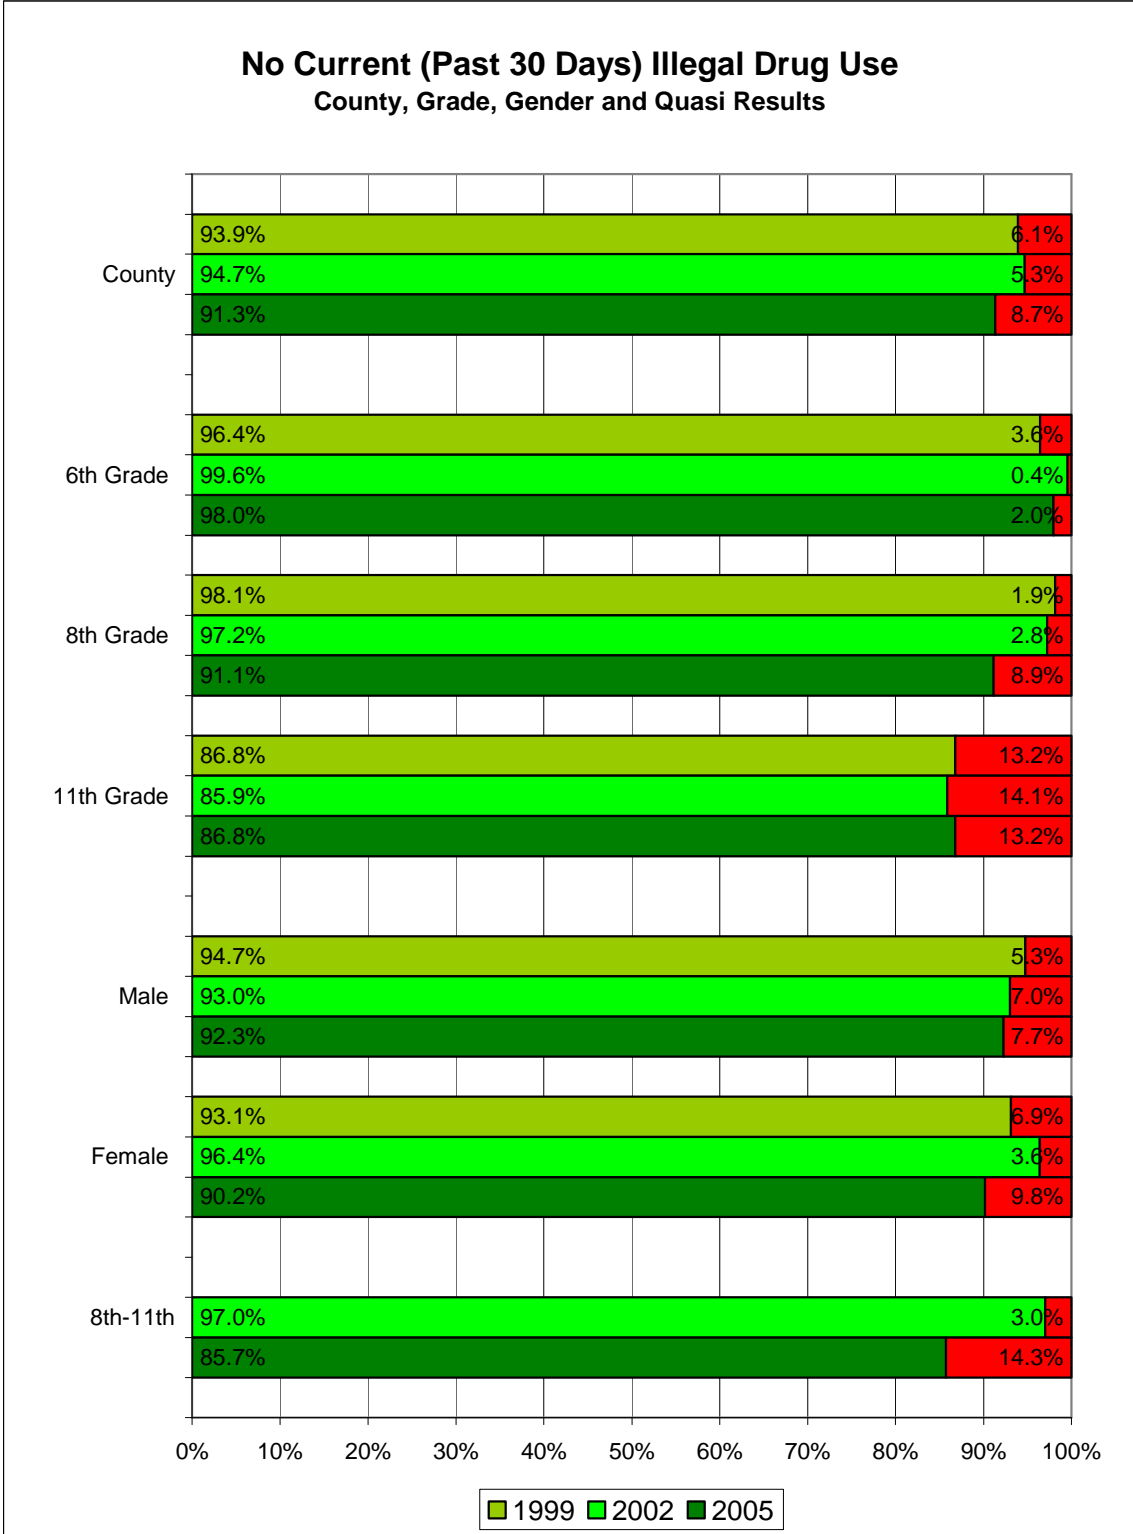 No Current (Past 30 Days) Illegal Drug Use
County, Grade, Gender and Quasi Results
93.9% 6.1%
County 94.7% 5.3%
91.3% 8.7%
96.4% 3.6%
6th Grade 99.6% 0.4%
98.0% 2.0%
98.1% 1.9%
8th Grade 97.2% 2.8%
91.1% 8.9%
86.8% 13.2%
11th Grade 85.9% 14.1%
86.8% 13.2%
94.7% 5.3%
Male 93.0% 7.0%
92.3% 7.7%
93.1% 6.9%
Female 96.4% 3.6%
90.2% 9.8%
8th-11th 97.0% 3.0%
85.7% 14.3%
0% 10% 20% 30% 40% 50% 60% 70% 80% 90% 100%
1999 2002 2005